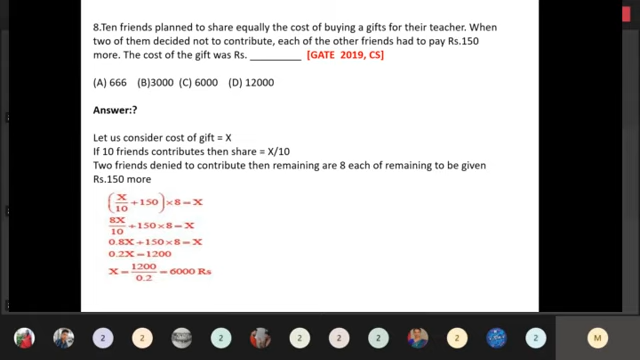 8.Ten friends planned to share equally the cost of buying a gifts for their teacher. When
two of them decided not to contribute, each of the other friends had to pay Rs.150
more. The cost of the gift was Rs. _________ [GATE 2019, CS]
(A) 666 (B)3000 (C) 6000 (D) 12000
Answer:?
Let us consider cost of gift = X
If 10 friends contributes then share = X/10
Two friends denied to contribute then remaining are 8 each of remaining to be given
Rs.150 more
(X/10 + 150) × 8 = X
8X/10 + 150 × 8 = X
0.8X + 150 × 8 = X
0.2X = 1200
X = 1200/0.2 = 6000 Rs
2 2 2 2 2 2 2 M